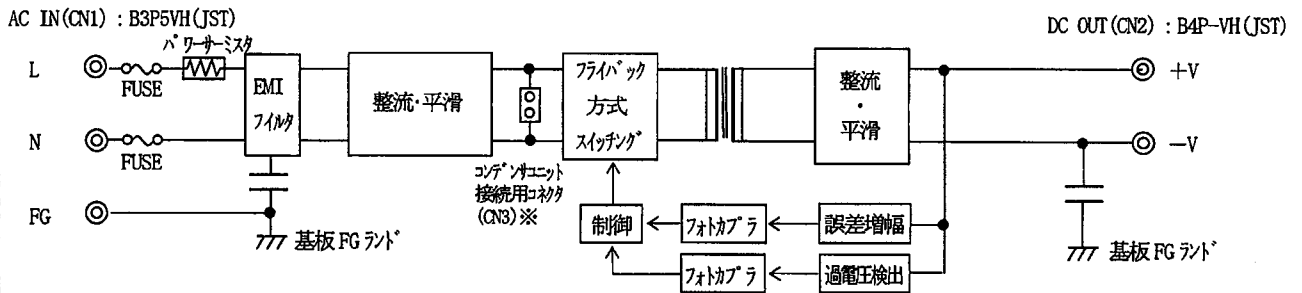 AC IN(CN1) : B3P5VH(JST)
DC OUT(CN2) : B4P-VH(JST)
パワーサーミスタ
L
FUSE
EMI
フィルタ
整流・平滑
フライバック
方式
スイッチング
整流
・
平滑
+V
N
FUSE
コンデンサユニット
接続用コネクタ
(CN3)※
−V
FG
基板FGランド
制御
フォトカプラ
誤差増幅
フォトカプラ
過電圧検出
基板FGランド